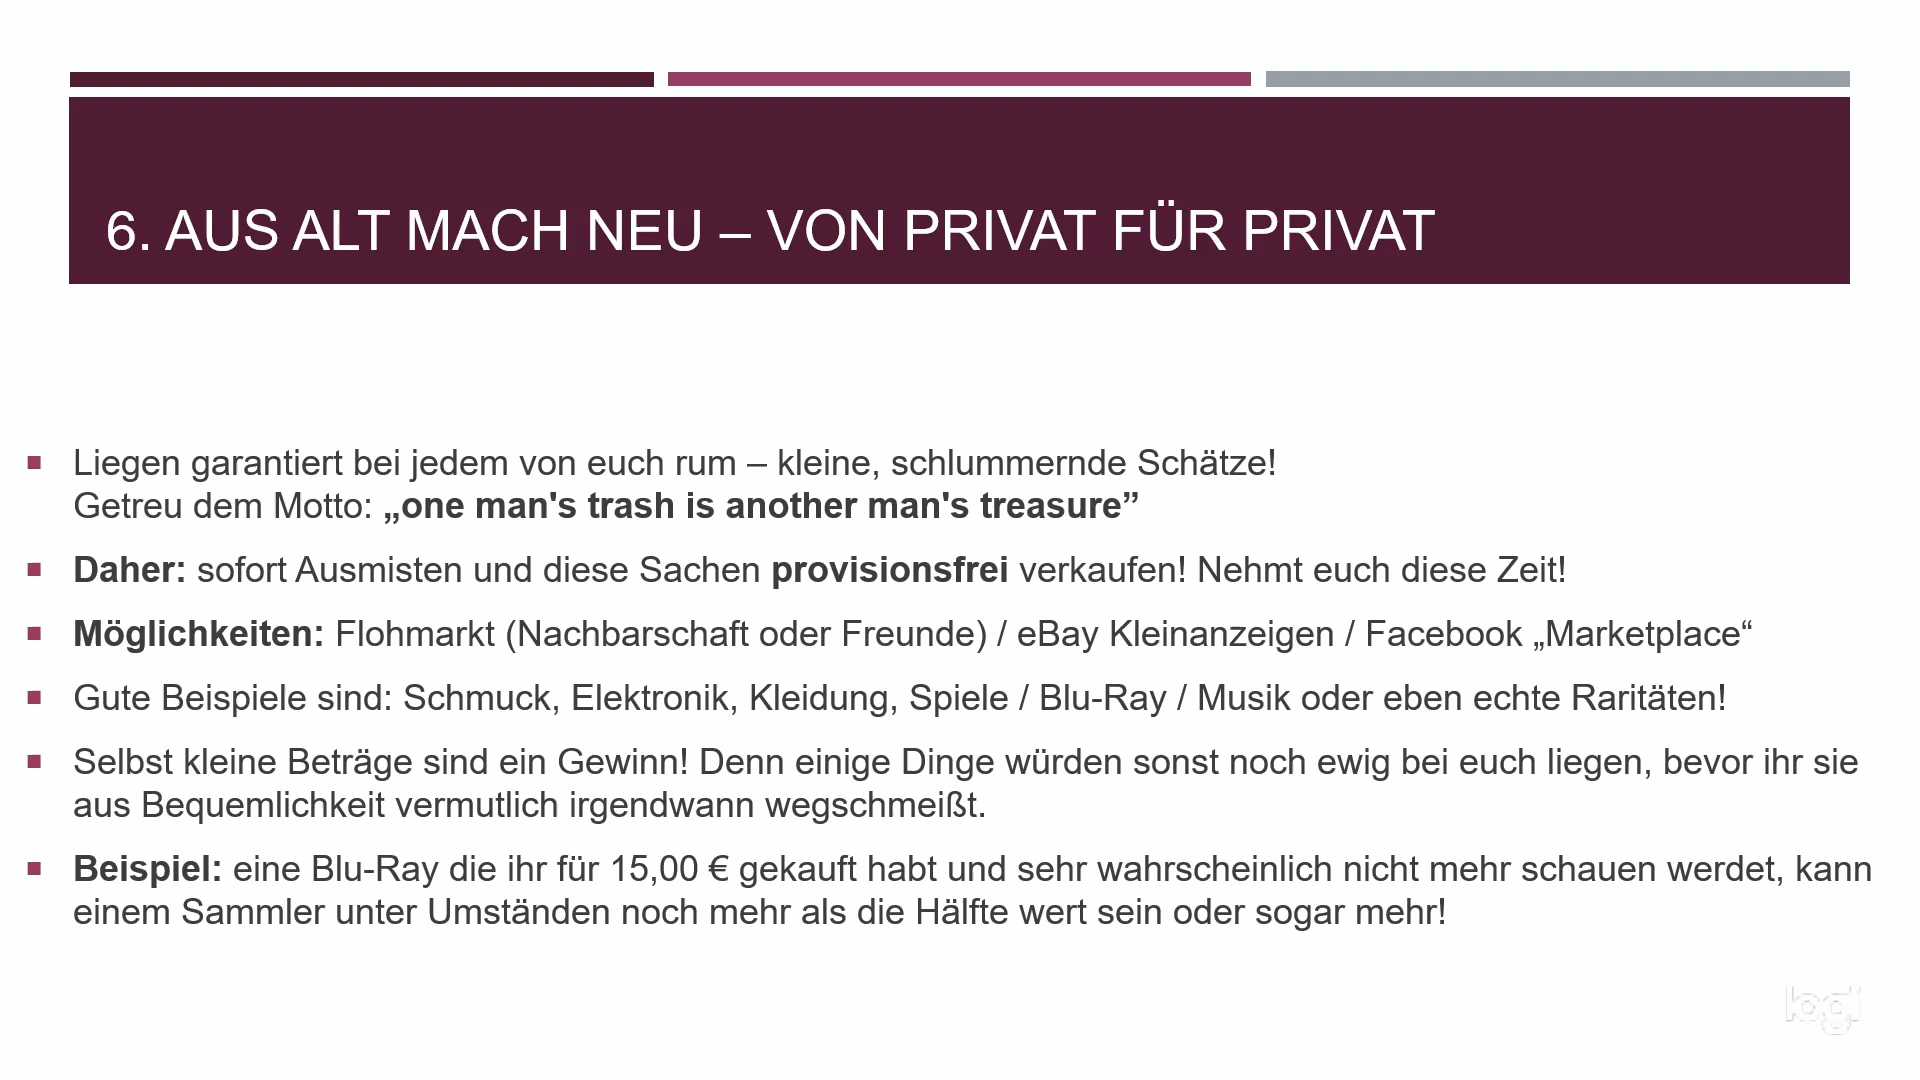 6. AUS ALT MACH NEU – VON PRIVAT FÜR PRIVAT
Liegen garantiert bei jedem von euch rum – kleine, schlummernde Schätze!
Getreu dem Motto: „one man's trash is another man's treasure”
Daher: sofort Ausmisten und diese Sachen provisionsfrei verkaufen! Nehmt euch diese Zeit!
Möglichkeiten: Flohmarkt (Nachbarschaft oder Freunde) / eBay Kleinanzeigen / Facebook „Marketplace“
Gute Beispiele sind: Schmuck, Elektronik, Kleidung, Spiele / Blu-Ray / Musik oder eben echte Raritäten!
Selbst kleine Beträge sind ein Gewinn! Denn einige Dinge würden sonst noch ewig bei euch liegen, bevor ihr sie
aus Bequemlichkeit vermutlich irgendwann wegschmeißt.
Beispiel: eine Blu-Ray die ihr für 15,00 € gekauft habt und sehr wahrscheinlich nicht mehr schauen werdet, kann
einem Sammler unter Umständen noch mehr als die Hälfte wert sein oder sogar mehr!
logi